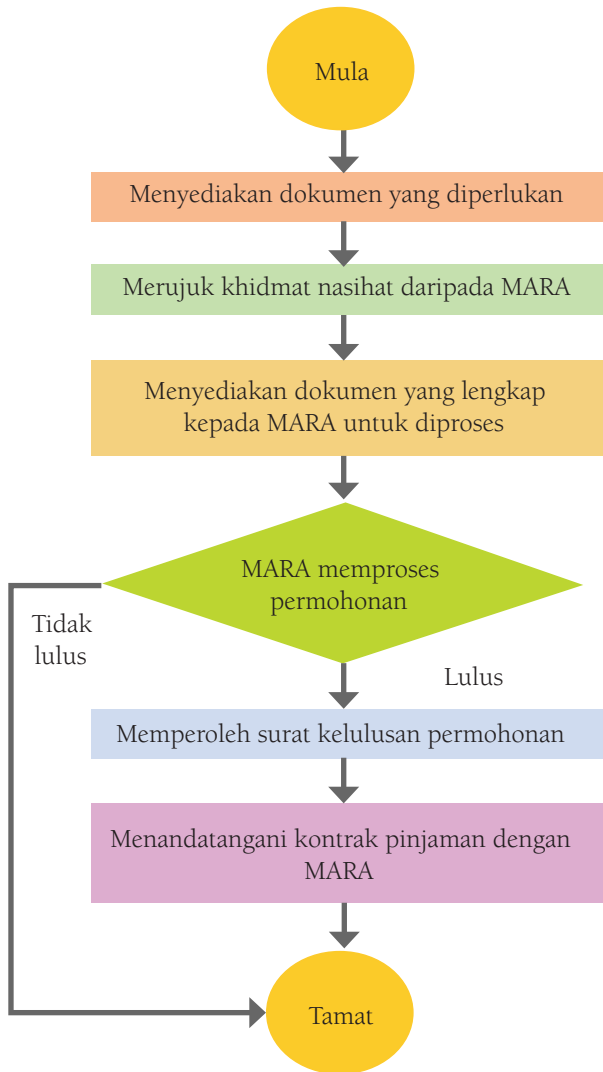 Mula
Menyediakan dokumen yang diperlukan
Merujuk khidmat nasihat daripada MARA
Menyediakan dokumen yang lengkap
kepada MARA untuk diproses
MARA memproses
permohonan
Tidak
lulus
Lulus
Memperoleh surat kelulusan permohonan
Menandatangani kontrak pinjaman dengan
MARA
Tamat